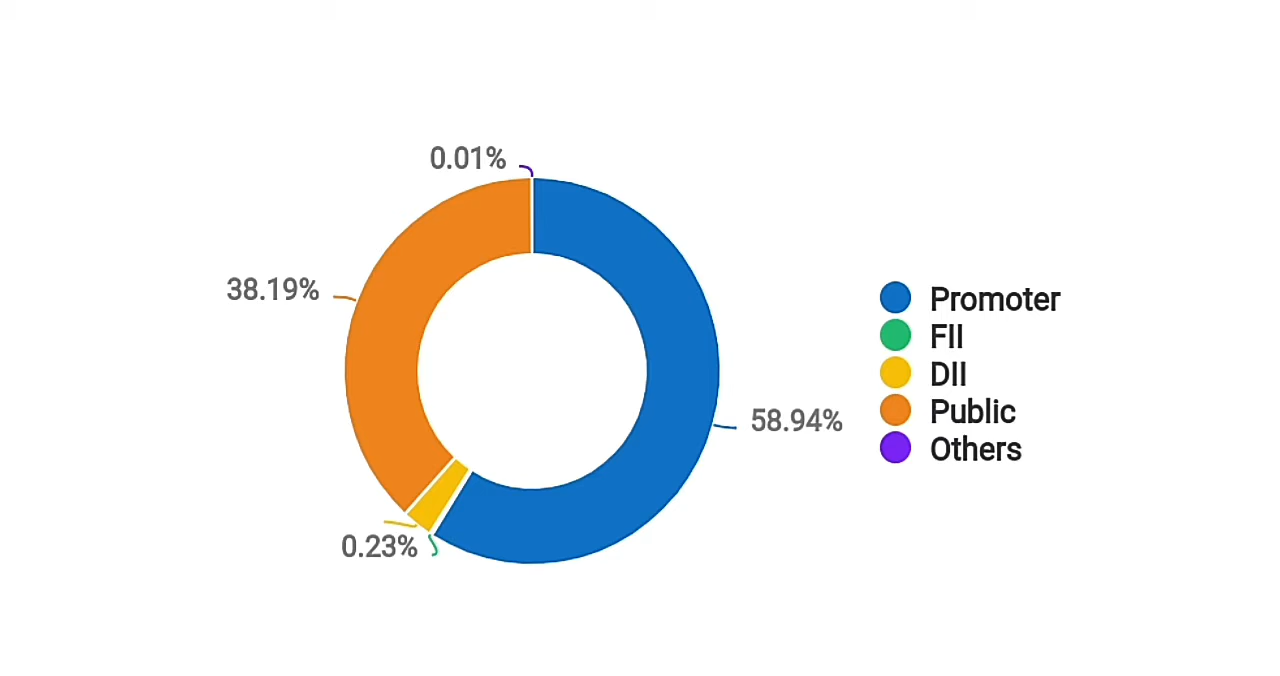 0.01%
38.19%
58.94%
0.23%
Promoter
FII
DII
Public
Others